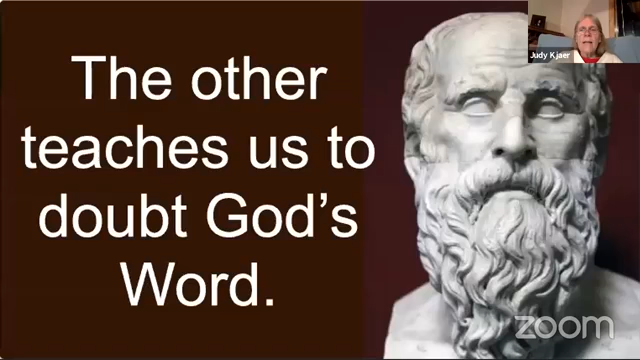 The other
teaches us to
doubt God's
Word.
Judy Kjaer
zoom